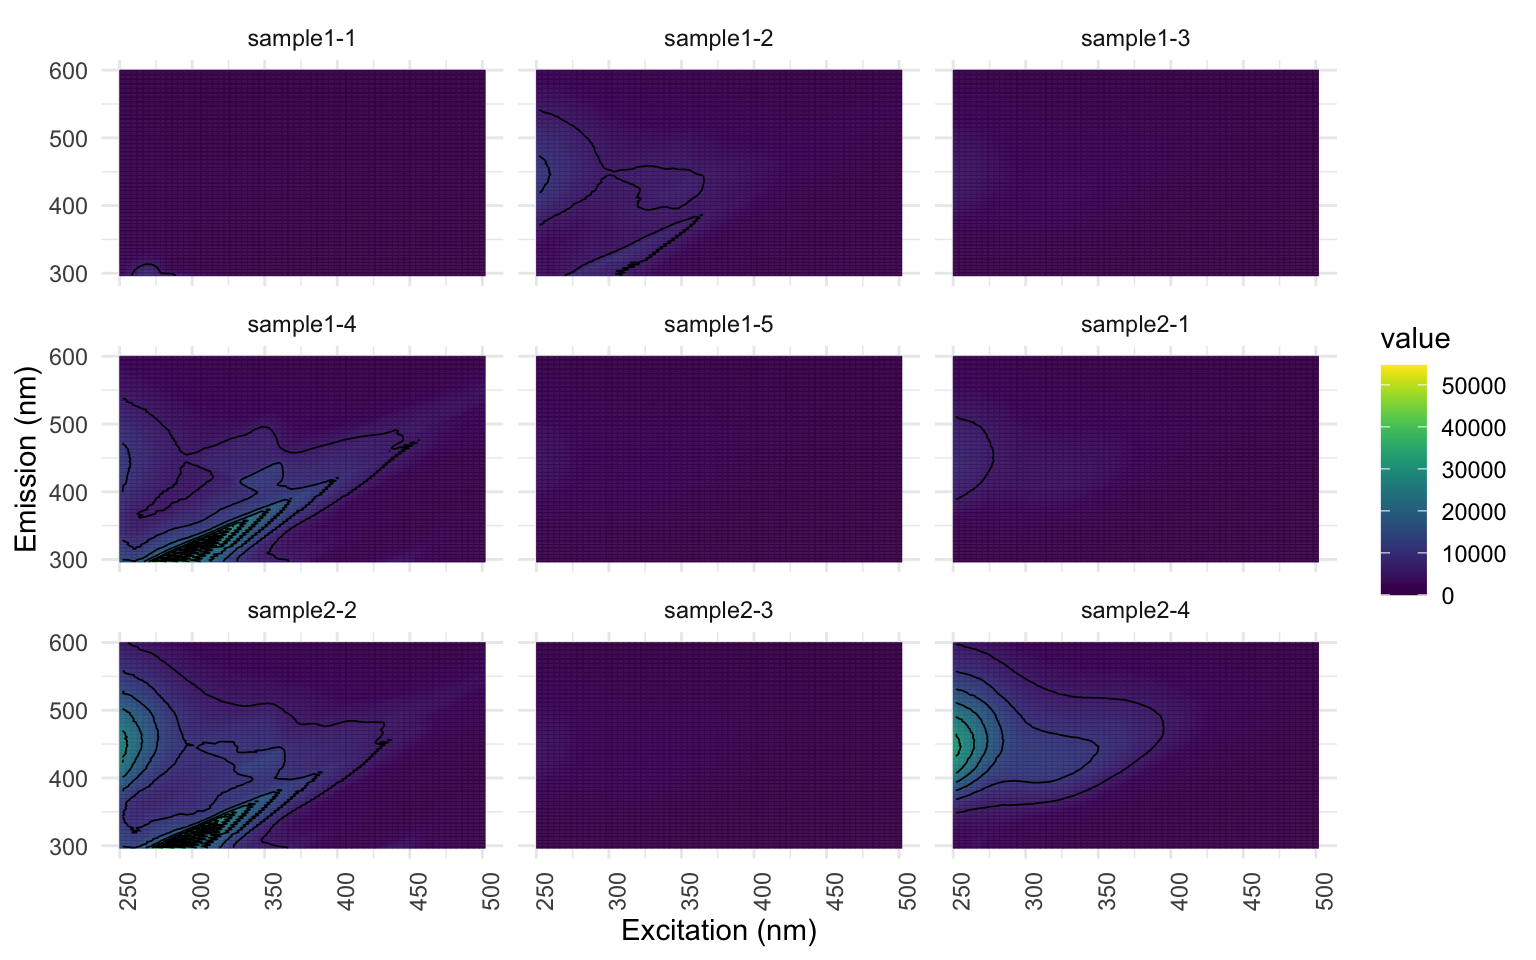 sample1-1 sample1-2 sample1-3
600
500
400
300
sample1-4 sample1-5 sample2-1
600
500
400
300
sample2-2 sample2-3 sample2-4
600
500
400
300
250 300 350 400 450 500 250 300 350 400 450 500 250 300 350 400 450 500
Excitation (nm)
Emission (nm)
value
50000
40000
30000
20000
10000
0